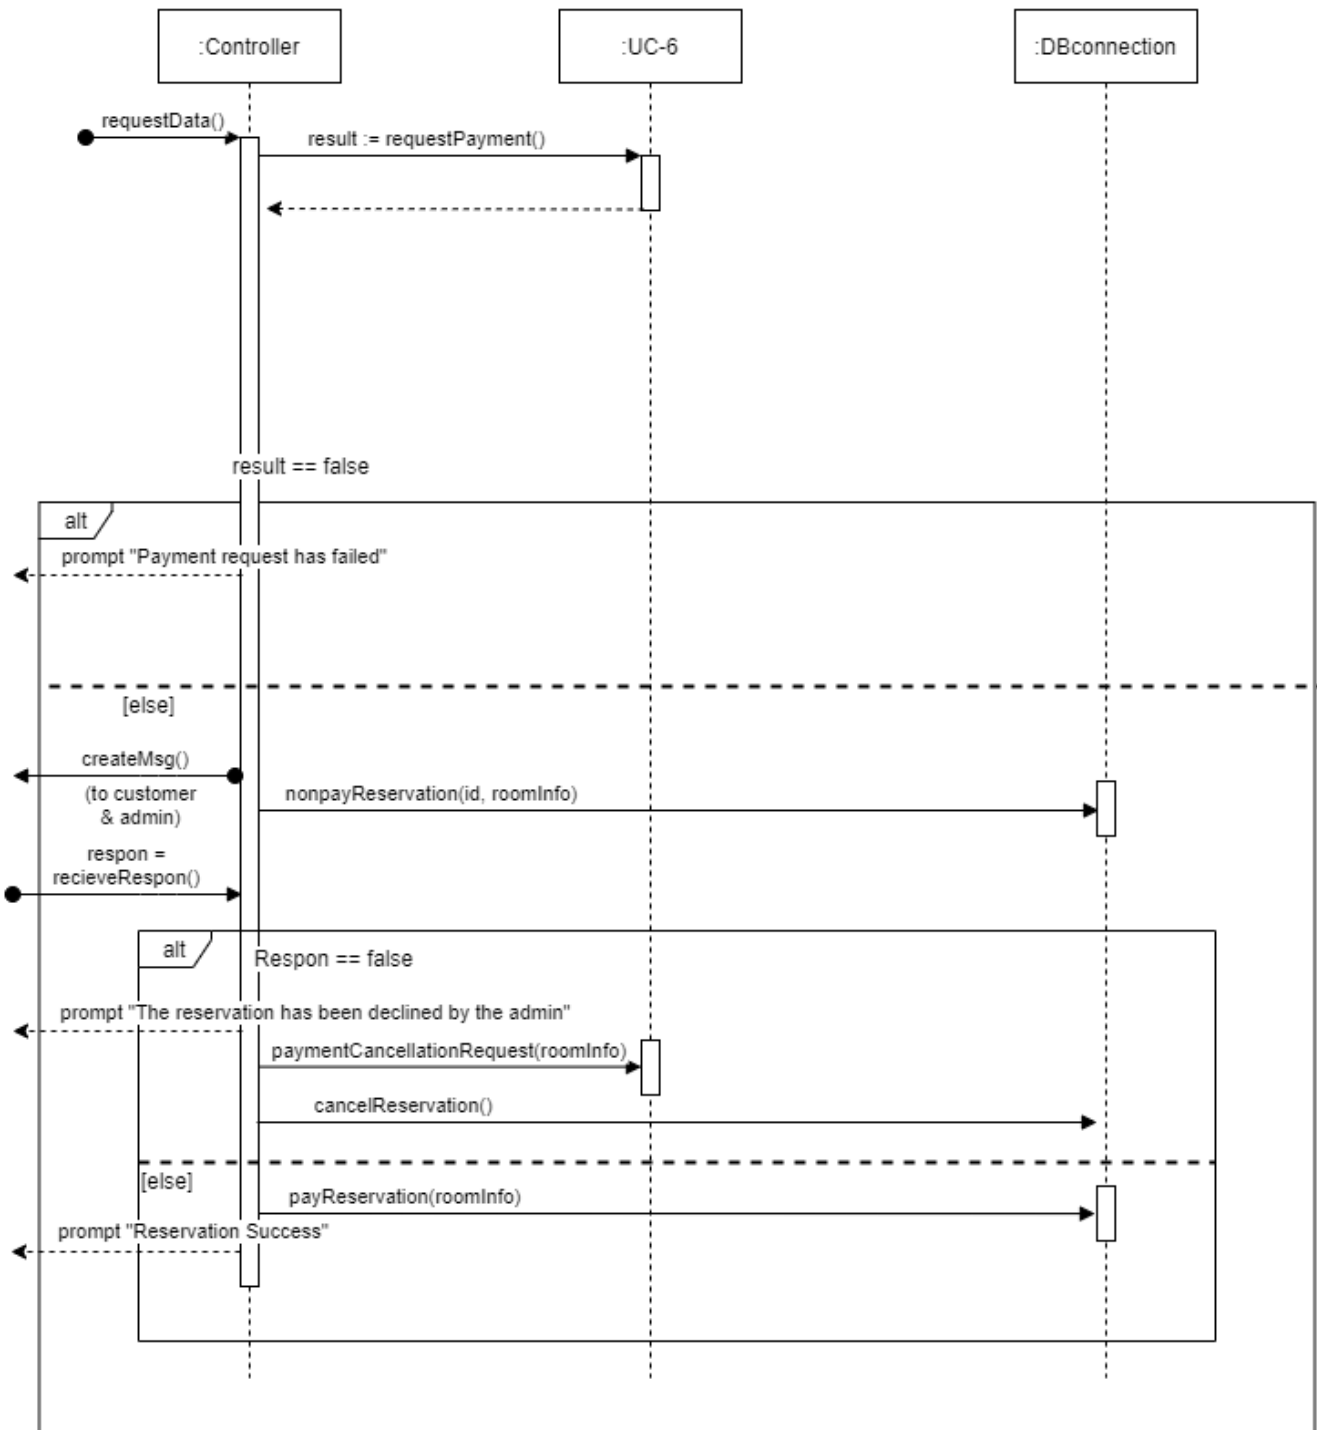 :Controller
:UC-6
:DBconnection
requestData()
result := requestPayment()
result == false
alt
prompt "Payment request has failed"
[else]
createMsg()
(to customer
& admin)
nonpayReservation(id, roomInfo)
respon =
recieveRespon()
alt
Respon == false
prompt "The reservation has been declined by the admin"
paymentCancellationRequest(roomInfo)
cancelReservation()
[else]
payReservation(roomInfo)
prompt "Reservation Success"